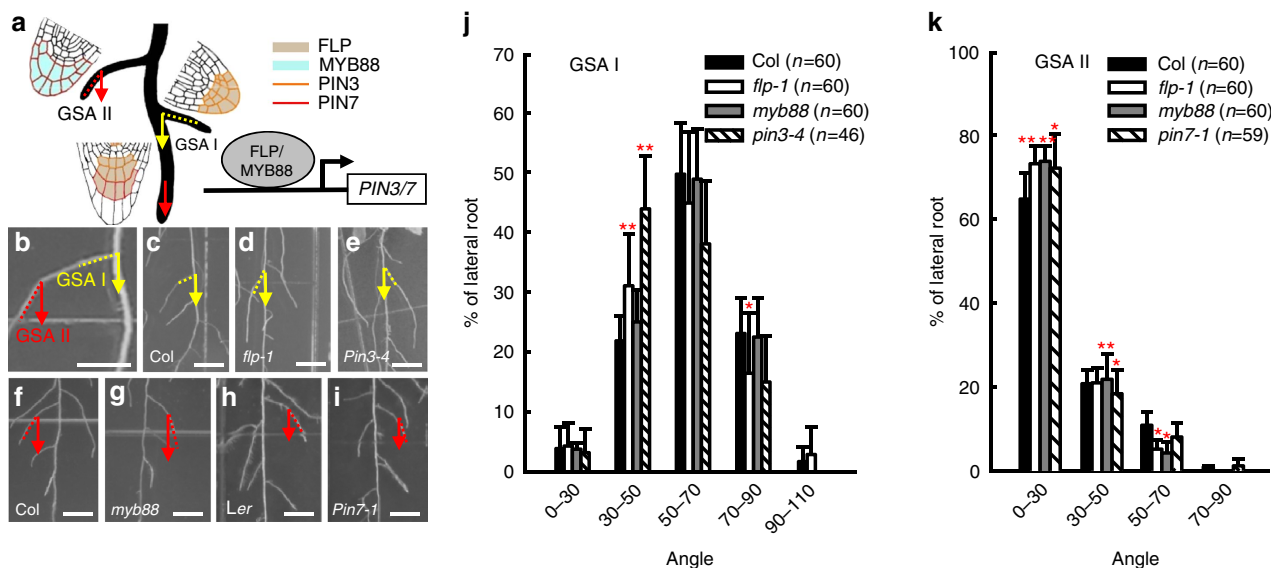 a
FLP
MYB88
PIN3
PIN7
GSA II
GSA I
FLP/
MYB88
PIN3/7
b
GSA I
GSA II
c
Col
d
flp-1
e
Pin3-4
f
Col
g
myb88
h
Ler
i
Pin7-1
j
GSA I
Col (n=60)
flp-1 (n=60)
myb88 (n=60)
pin3-4 (n=46)
% of lateral root
70
60
50
40
30
20
10
0
**
**
*
0–30
30–50
50–70
70–90
90–110
Angle
k
GSA II
Col (n=60)
flp-1 (n=60)
myb88 (n=60)
pin7-1 (n=59)
% of lateral root
100
80
60
40
20
0
** ** *
** *
* *
0–30
30–50
50–70
70–90
Angle